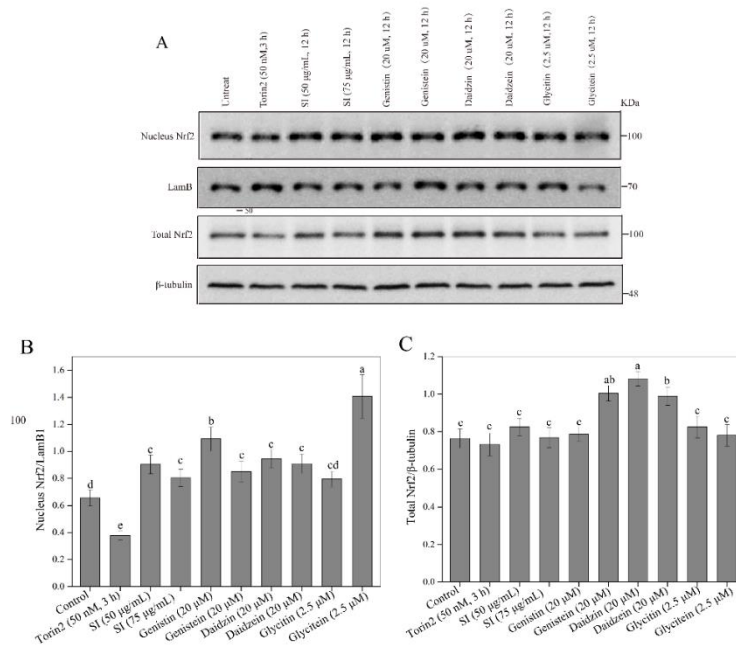 A
Untreat
Torin2 (50 nM,3 h)
SI (50 μg/mL, 12 h)
SI (75 μg/mL, 12 h)
Genistin (20 uM, 12 h)
Genistein (20 uM, 12 h)
Daidzin (20 uM, 12 h)
Daidzein (20 uM, 12 h)
Glycitin (2.5 uM,12 h)
Glycitein (2.5 uM, 12 h)
KDa
Nucleus Nrf2
100
LamB
70
50
Total Nrf2
100
β-tubulin
48
B
100
Nucleus Nrf2/LamB1
1.6
1.4
1.2
1.0
0.8
0.6
0.4
0.2
0.0
d
e
c
c
b
c
c
c
cd
a
Control
Torin2 (50 nM, 3 h)
SI (50 μg/mL)
SI (75 μg/mL)
Genistin (20 μM)
Genistein (20 μM)
Daidzin (20 μM)
Daidzein (20 μM)
Glycitin (2.5 μM)
Glycitein (2.5 μM)
C
Total Nrf2/β-tubulin
1.2
1.0
0.8
0.6
0.4
0.2
0.0
c
c
c
c
c
ab
a
b
c
c
Control
Torin2 (50 nM, 3 h)
SI (50 μg/mL)
SI (75 μg/mL)
Genistin (20 μM)
Genistein (20 μM)
Daidzin (20 μM)
Daidzein (20 μM)
Glycitin (2.5 μM)
Glycitein (2.5 μM)